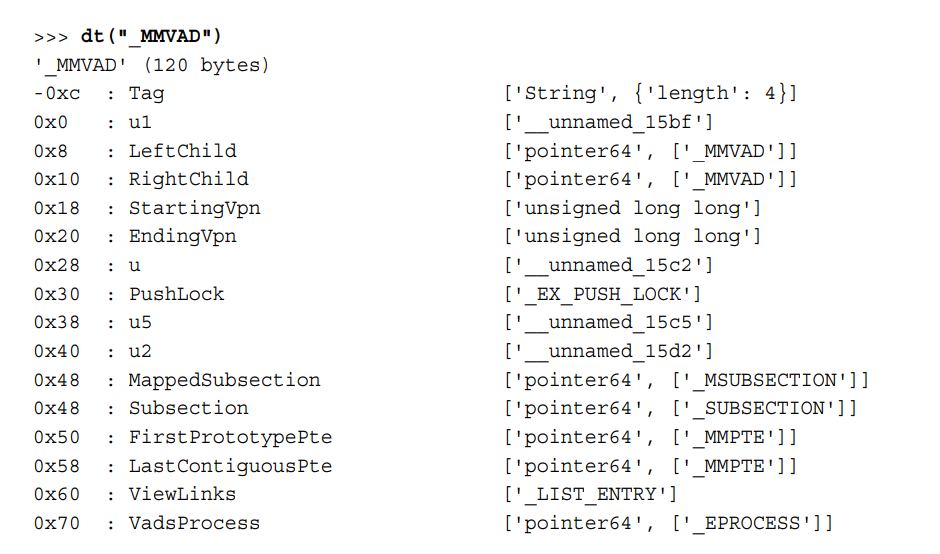 >>> dt("_MMVAD")
'_MMVAD' (120 bytes)
-0xc : Tag ['String', {'length': 4}]
0x0 : u1 ['__unnamed_15bf']
0x8 : LeftChild ['pointer64', ['_MMVAD']]
0x10 : RightChild ['pointer64', ['_MMVAD']]
0x18 : StartingVpn ['unsigned long long']
0x20 : EndingVpn ['unsigned long long']
0x28 : u ['__unnamed_15c2']
0x30 : PushLock ['_EX_PUSH_LOCK']
0x38 : u5 ['__unnamed_15c5']
0x40 : u2 ['__unnamed_15d2']
0x48 : MappedSubsection ['pointer64', ['_MSUBSECTION']]
0x48 : Subsection ['pointer64', ['_SUBSECTION']]
0x50 : FirstPrototypePte ['pointer64', ['_MMPTE']]
0x58 : LastContiguousPte ['pointer64', ['_MMPTE']]
0x60 : ViewLinks ['_LIST_ENTRY']
0x70 : VadsProcess ['pointer64', ['_EPROCESS']]